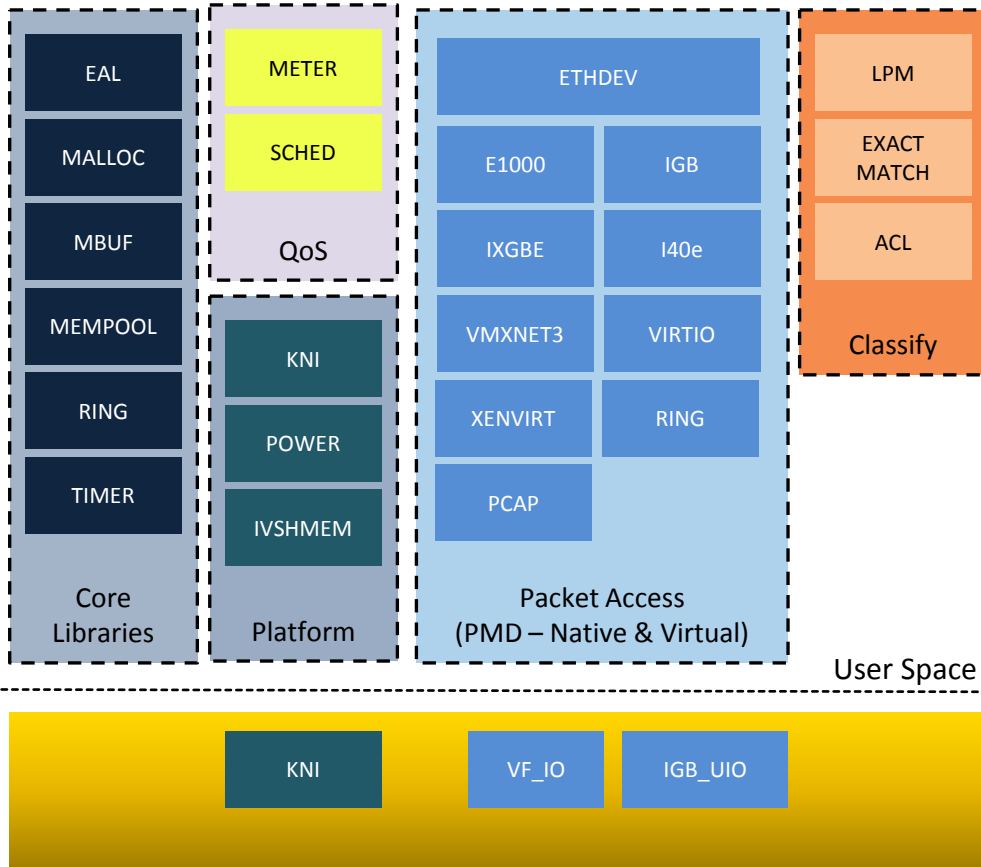 EAL
MALLOC
MBUF
MEMPOOL
RING
TIMER
Core
Libraries
METER
SCHED
QoS
KNI
POWER
IVSHMEM
Platform
ETHDEV
E1000
IGB
IXGBE
I40e
VMXNET3
VIRTIO
XENVIRT
RING
PCAP
Packet Access
(PMD – Native & Virtual)
LPM
EXACT
MATCH
ACL
Classify
User Space
KNI
VF_IO
IGB_UIO